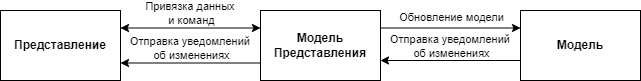 Привязка данных
и команд
Представление
Отправка уведомлений
об изменениях
Модель
Представления
Обновление модели
Отправка уведомлений
об изменениях
Модель